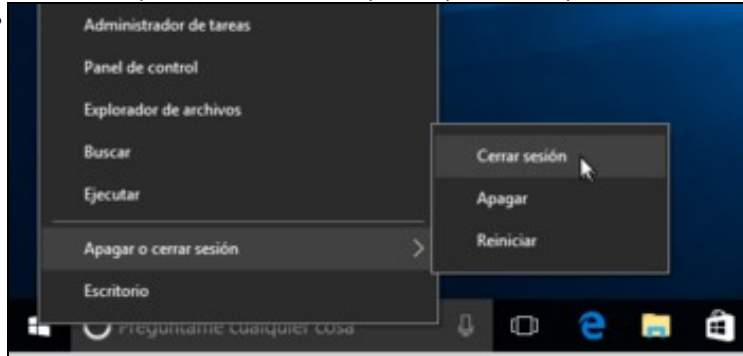 Administrador de tareas
Panel de control
Explorador de archivos
Buscar
Ejecutar
Apagar o cerrar sesión
Escritorio
Cerrar sesión
Apagar
Reiniciar
Pregúntame cualquier cosa